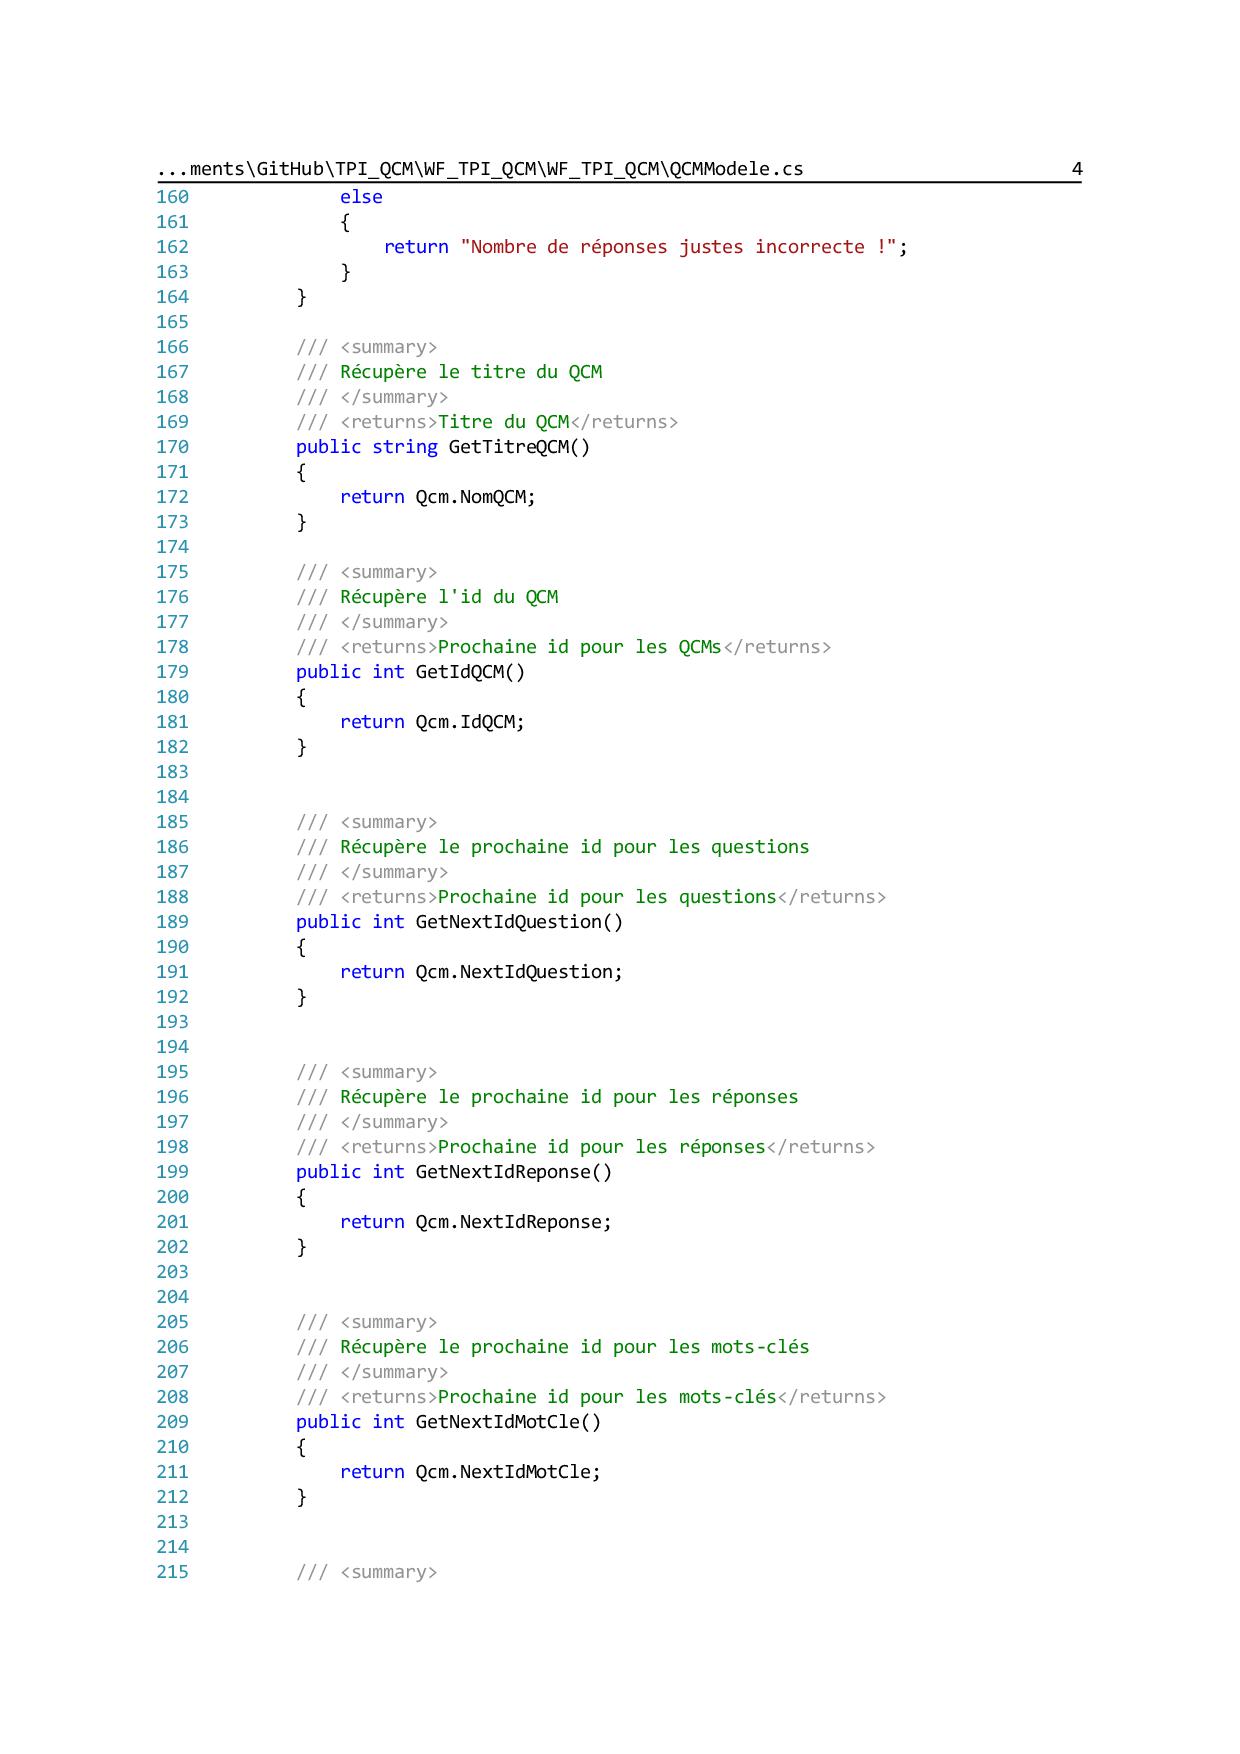 ...ments\GitHub\TPI_QCM\WF_TPI_QCM\WF_TPI_QCM\QCMModele.cs 4
160 else
161 {
162 return "Nombre de réponses justes incorrecte !";
163 }
164 }
165
166 /// <summary>
167 /// Récupère le titre du QCM
168 /// </summary>
169 /// <returns>Titre du QCM</returns>
170 public string GetTitreQCM()
171 {
172 return Qcm.NomQCM;
173 }
174
175 /// <summary>
176 /// Récupère l'id du QCM
177 /// </summary>
178 /// <returns>Prochaine id pour les QCMs</returns>
179 public int GetIdQCM()
180 {
181 return Qcm.IdQCM;
182 }
183
184
185 /// <summary>
186 /// Récupère le prochaine id pour les questions
187 /// </summary>
188 /// <returns>Prochaine id pour les questions</returns>
189 public int GetNextIdQuestion()
190 {
191 return Qcm.NextIdQuestion;
192 }
193
194
195 /// <summary>
196 /// Récupère le prochaine id pour les réponses
197 /// </summary>
198 /// <returns>Prochaine id pour les réponses</returns>
199 public int GetNextIdReponse()
200 {
201 return Qcm.NextIdReponse;
202 }
203
204
205 /// <summary>
206 /// Récupère le prochaine id pour les mots-clés
207 /// </summary>
208 /// <returns>Prochaine id pour les mots-clés</returns>
209 public int GetNextIdMotCle()
210 {
211 return Qcm.NextIdMotCle;
212 }
213
214
215 /// <summary>